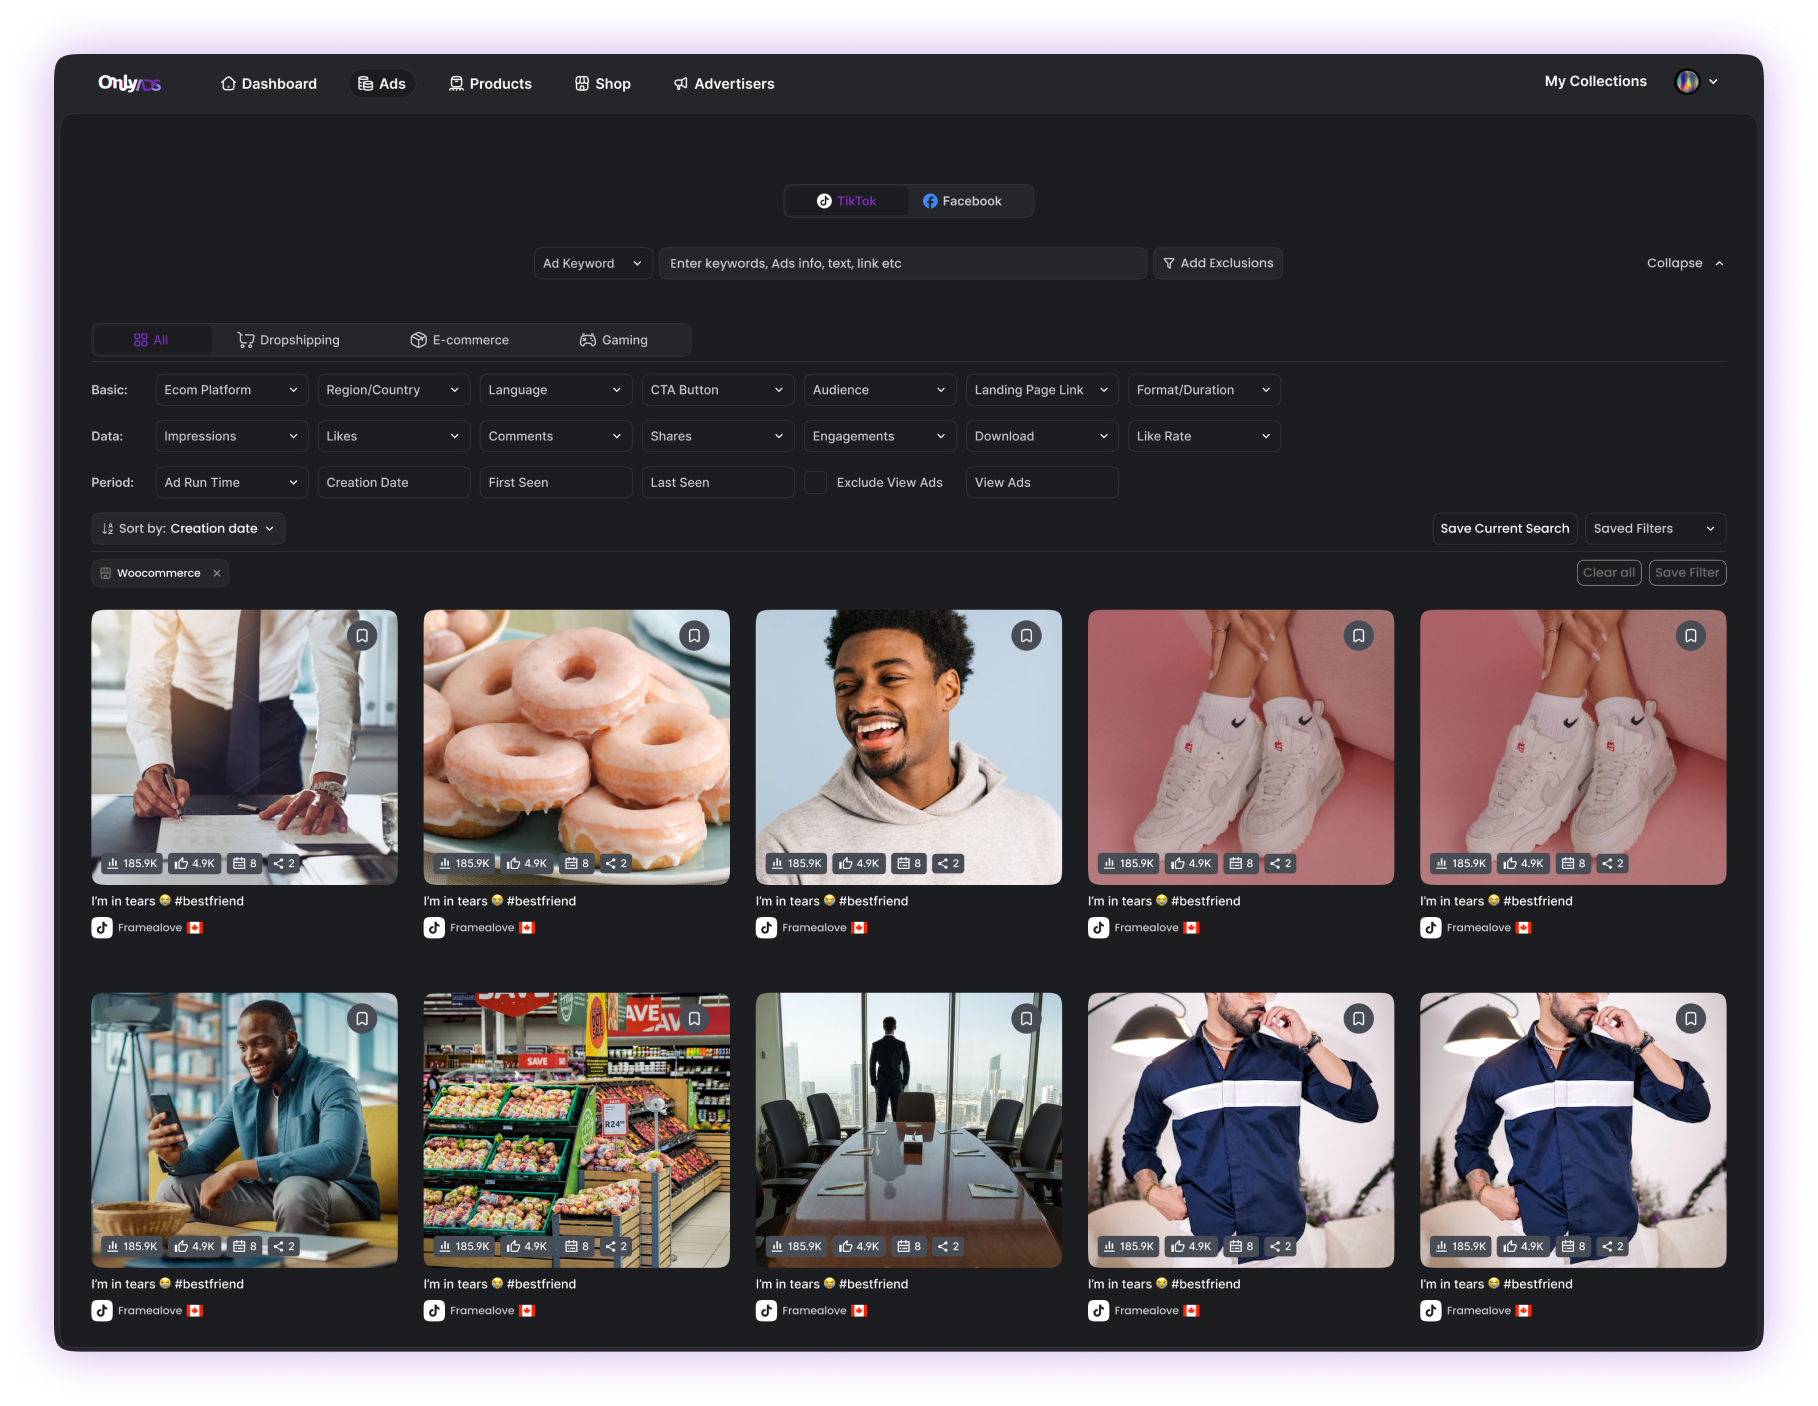 OnlyADS
Dashboard Ads Products Shop Advertisers My Collections
TikTok Facebook
Ad Keyword Enter keywords, Ads info, text, link etc Add Exclusions Collapse
All Dropshipping E-commerce Gaming
Basic: Ecom Platform Region/Country Language CTA Button Audience Landing Page Link Format/Duration
Data: Impressions Likes Comments Shares Engagements Download Like Rate
Period: Ad Run Time Creation Date First Seen Last Seen Exclude View Ads View Ads
Sort by: Creation date Save Current Search Saved Filters
Woocommerce Clear all Save Filter
185.9K 4.9K 8 2 185.9K 4.9K 8 2 185.9K 4.9K 8 2 185.9K 4.9K 8 2 185.9K 4.9K 8 2
I'm in tears 😭 #bestfriend I'm in tears 😭 #bestfriend I'm in tears 😭 #bestfriend I'm in tears 😭 #bestfriend I'm in tears 😭 #bestfriend
Framealove Framealove Framealove Framealove Framealove
SAVE
SAVE
R24
185.9K 4.9K 8 2 185.9K 4.9K 8 2 185.9K 4.9K 8 2 185.9K 4.9K 8 2 185.9K 4.9K 8 2
I'm in tears 😭 #bestfriend I'm in tears 😭 #bestfriend I'm in tears 😭 #bestfriend I'm in tears 😭 #bestfriend I'm in tears 😭 #bestfriend
Framealove Framealove Framealove Framealove Framealove